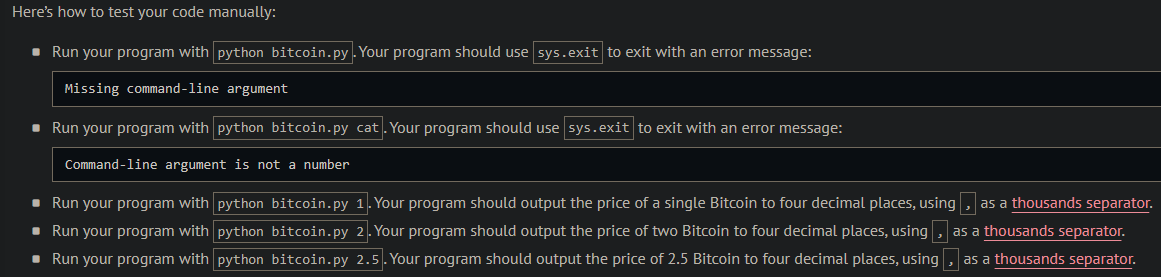 Here's how to test your code manually:
Run your program with python bitcoin.py. Your program should use sys.exit to exit with an error message:
Missing command-line argument
Run your program with python bitcoin.py cat. Your program should use sys.exit to exit with an error message:
Command-line argument is not a number
Run your program with python bitcoin.py 1. Your program should output the price of a single Bitcoin to four decimal places, using , as a thousands separator.
Run your program with python bitcoin.py 2. Your program should output the price of two Bitcoin to four decimal places, using , as a thousands separator.
Run your program with python bitcoin.py 2.5. Your program should output the price of 2.5 Bitcoin to four decimal places, using , as a thousands separator.